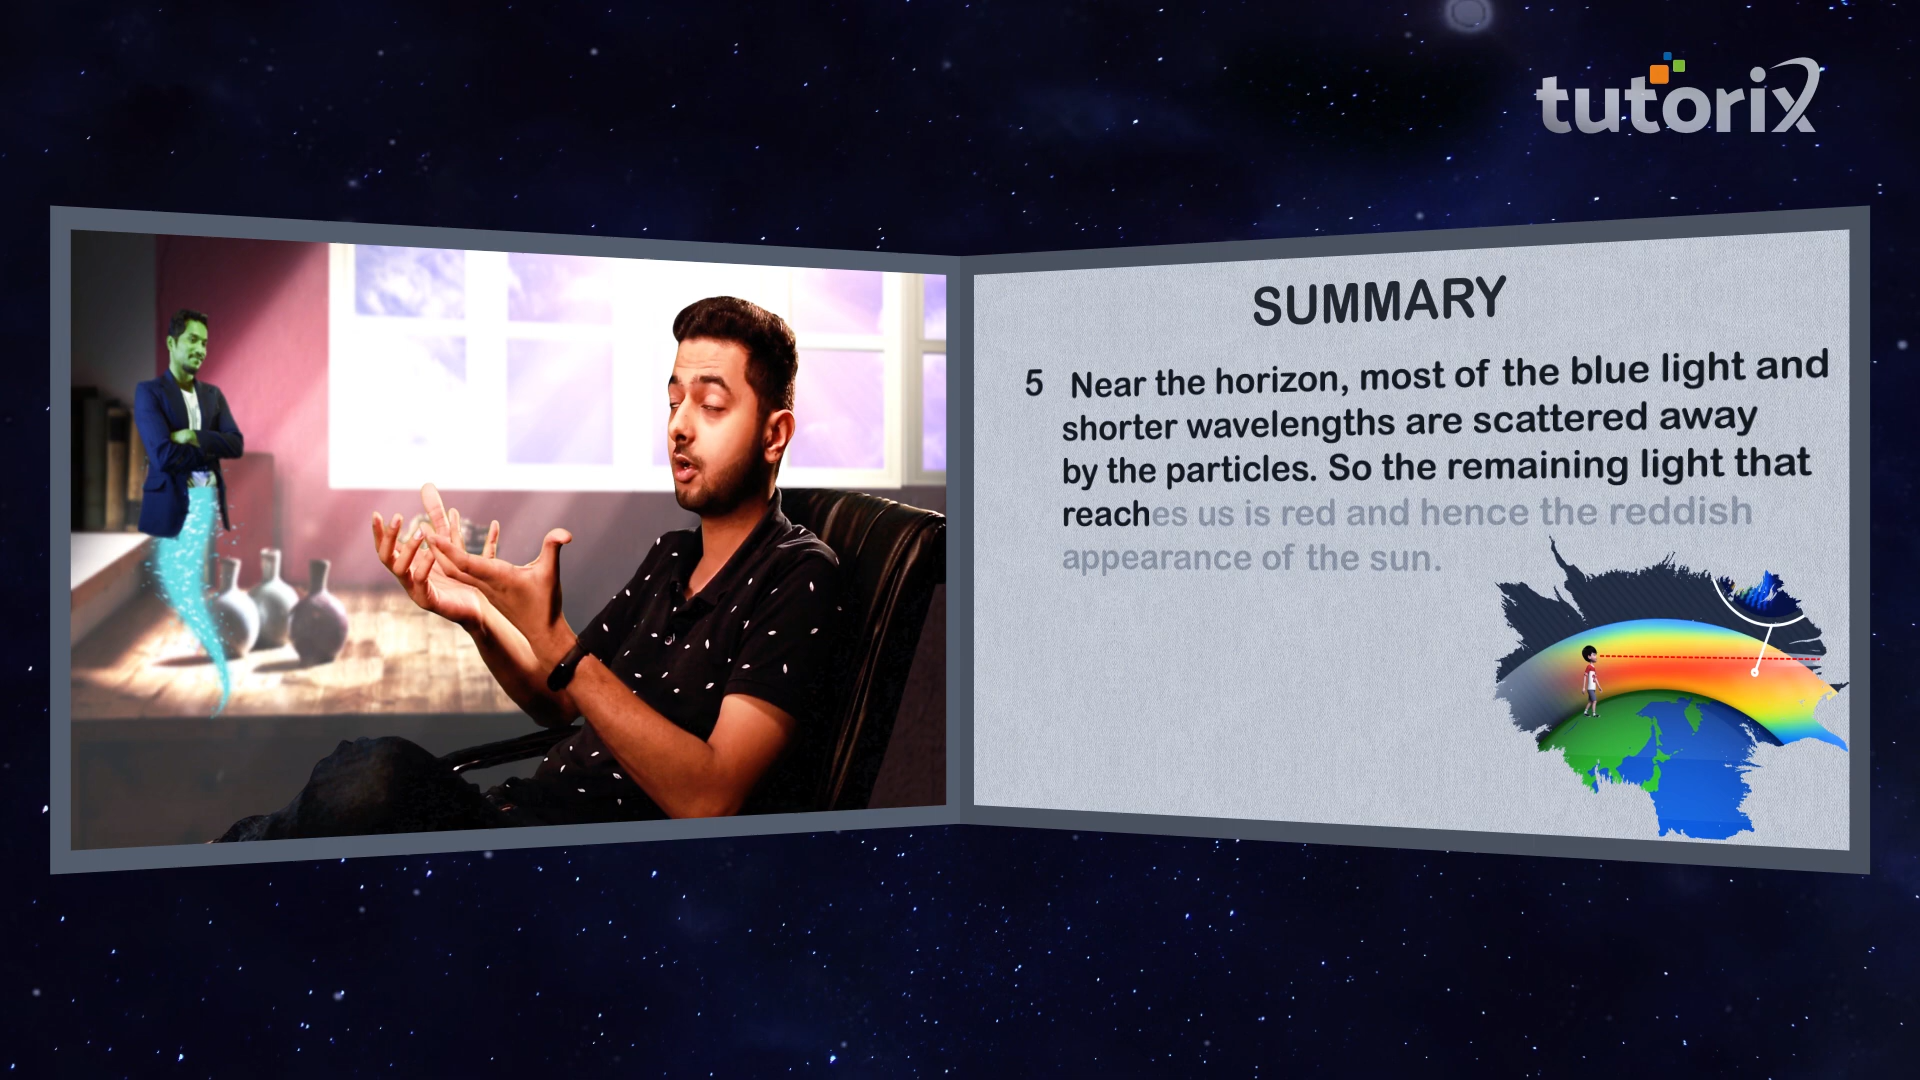 tutorix
SUMMARY
5 Near the horizon, most of the blue light and
shorter wavelengths are scattered away
by the particles. So the remaining light that
reaches us is red and hence the reddish
appearance of the sun.